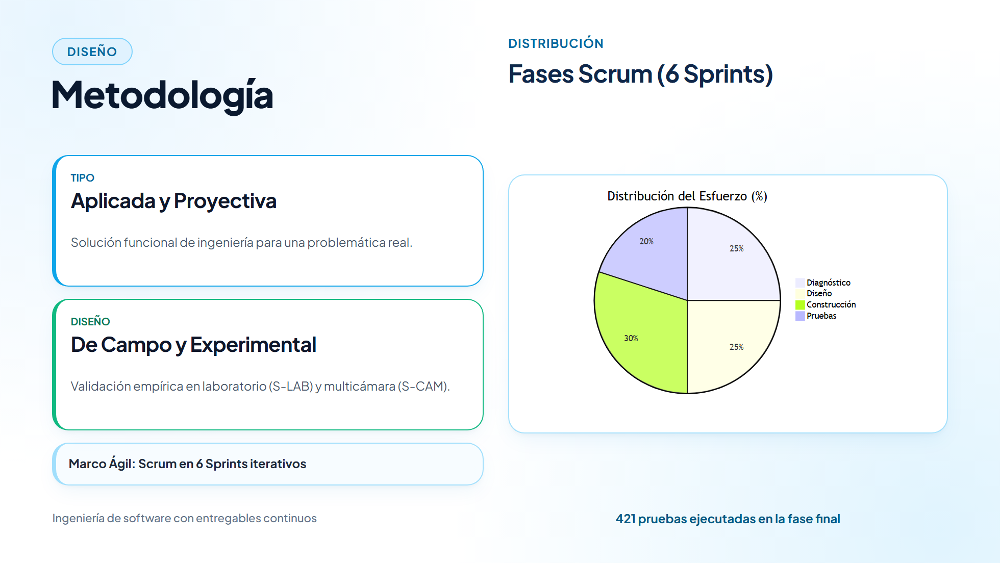 DISEÑO
Metodología
TIPO
Aplicada y Proyectiva
Solución funcional de ingeniería para una problemática real.
DISEÑO
De Campo y Experimental
Validación empírica en laboratorio (S-LAB) y multicámara (S-CAM).
Marco Ágil: Scrum en 6 Sprints iterativos
Ingeniería de software con entregables continuos
DISTRIBUCIÓN
Fases Scrum (6 Sprints)
Distribución del Esfuerzo (%)
20%
25%
30%
25%
Diagnóstico
Diseño
Construcción
Pruebas
421 pruebas ejecutadas en la fase final